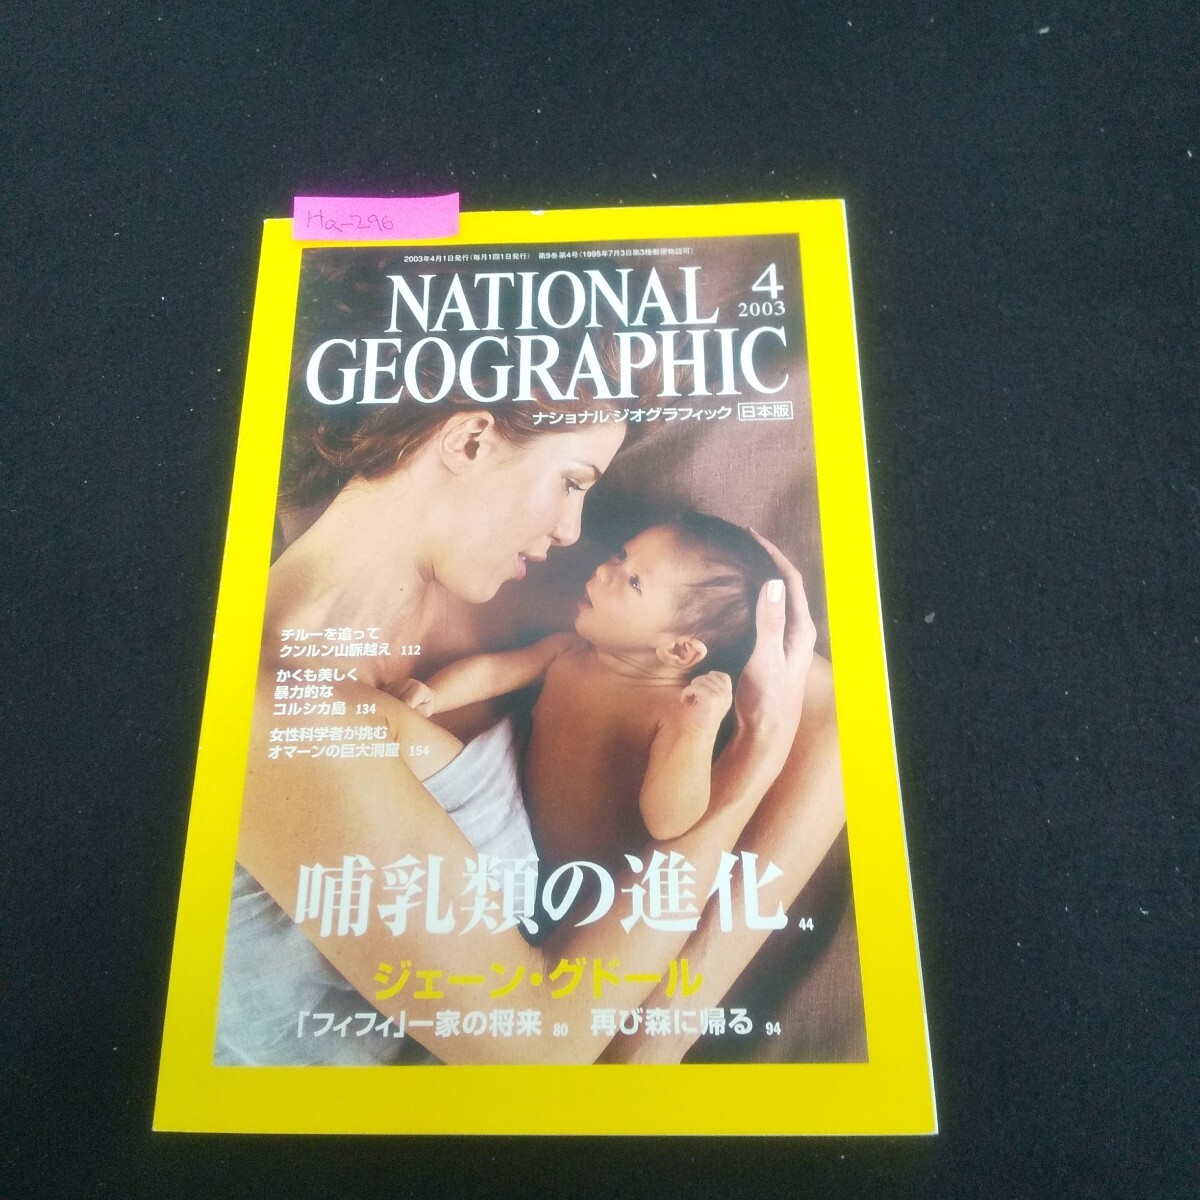 Ha-296
2003年4月1日発行(毎月1回1日発行) 第9巻第4号(1995年7月3日第3種郵便物認可)
NATIONAL
GEOGRAPHIC
4
2003
ナショナル ジオグラフィック 日本版
チルーを追って
クンルン山脈越え 112
かくも美しく
暴力的な
コルシカ島 134
女性科学者が挑む
オマーンの巨大洞窟 154
哺乳類の進化 44
ジェーン・グドール
「フィフィ」一家の将来 80 再び森に帰る 94